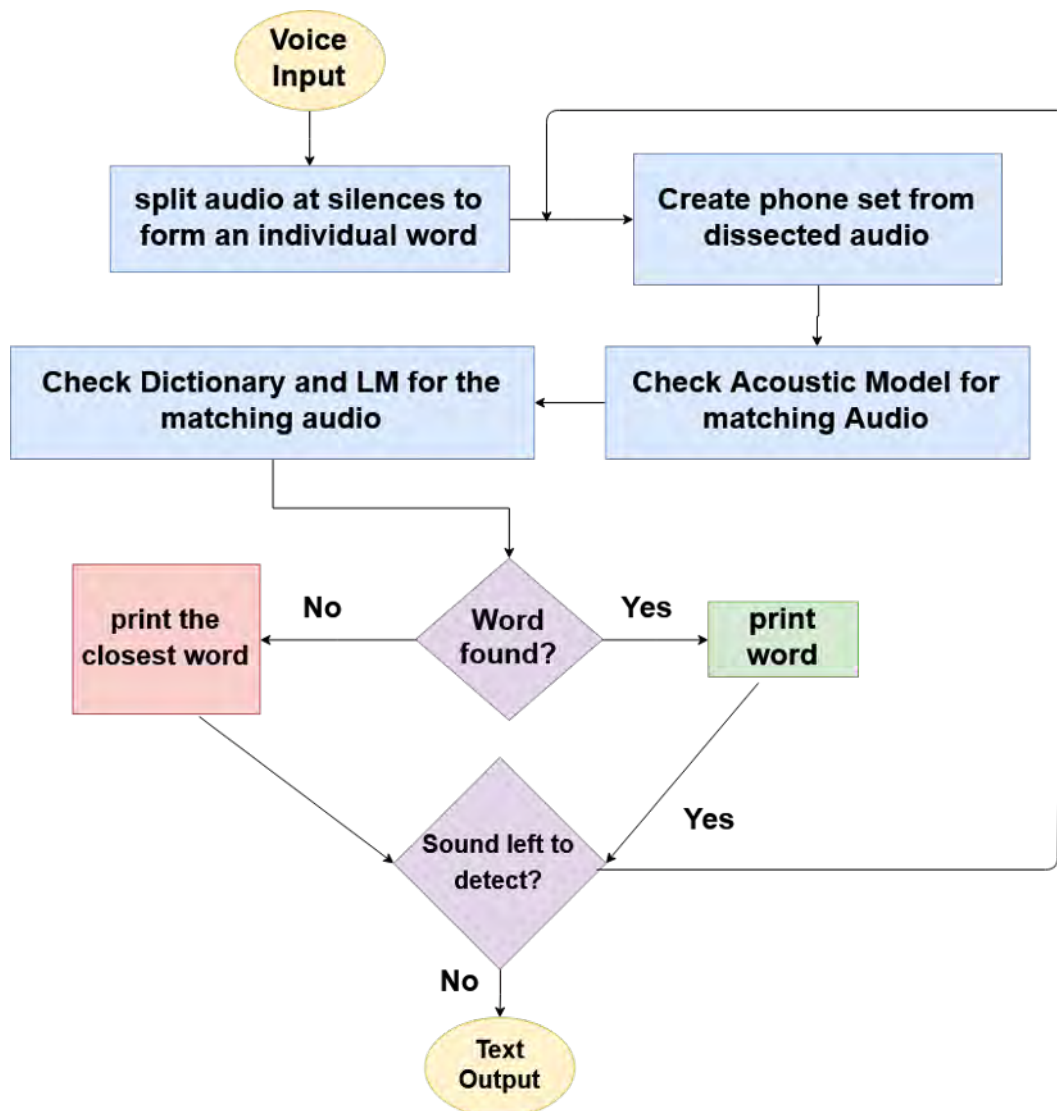 Voice
Input
split audio at silences to
form an individual word
Create phone set from
dissected audio
Check Dictionary and LM for the
matching audio
Check Acoustic Model for
matching Audio
No
Yes
print the
closest word
Word
found?
print
word
Yes
Sound left to
detect?
No
Text
Output